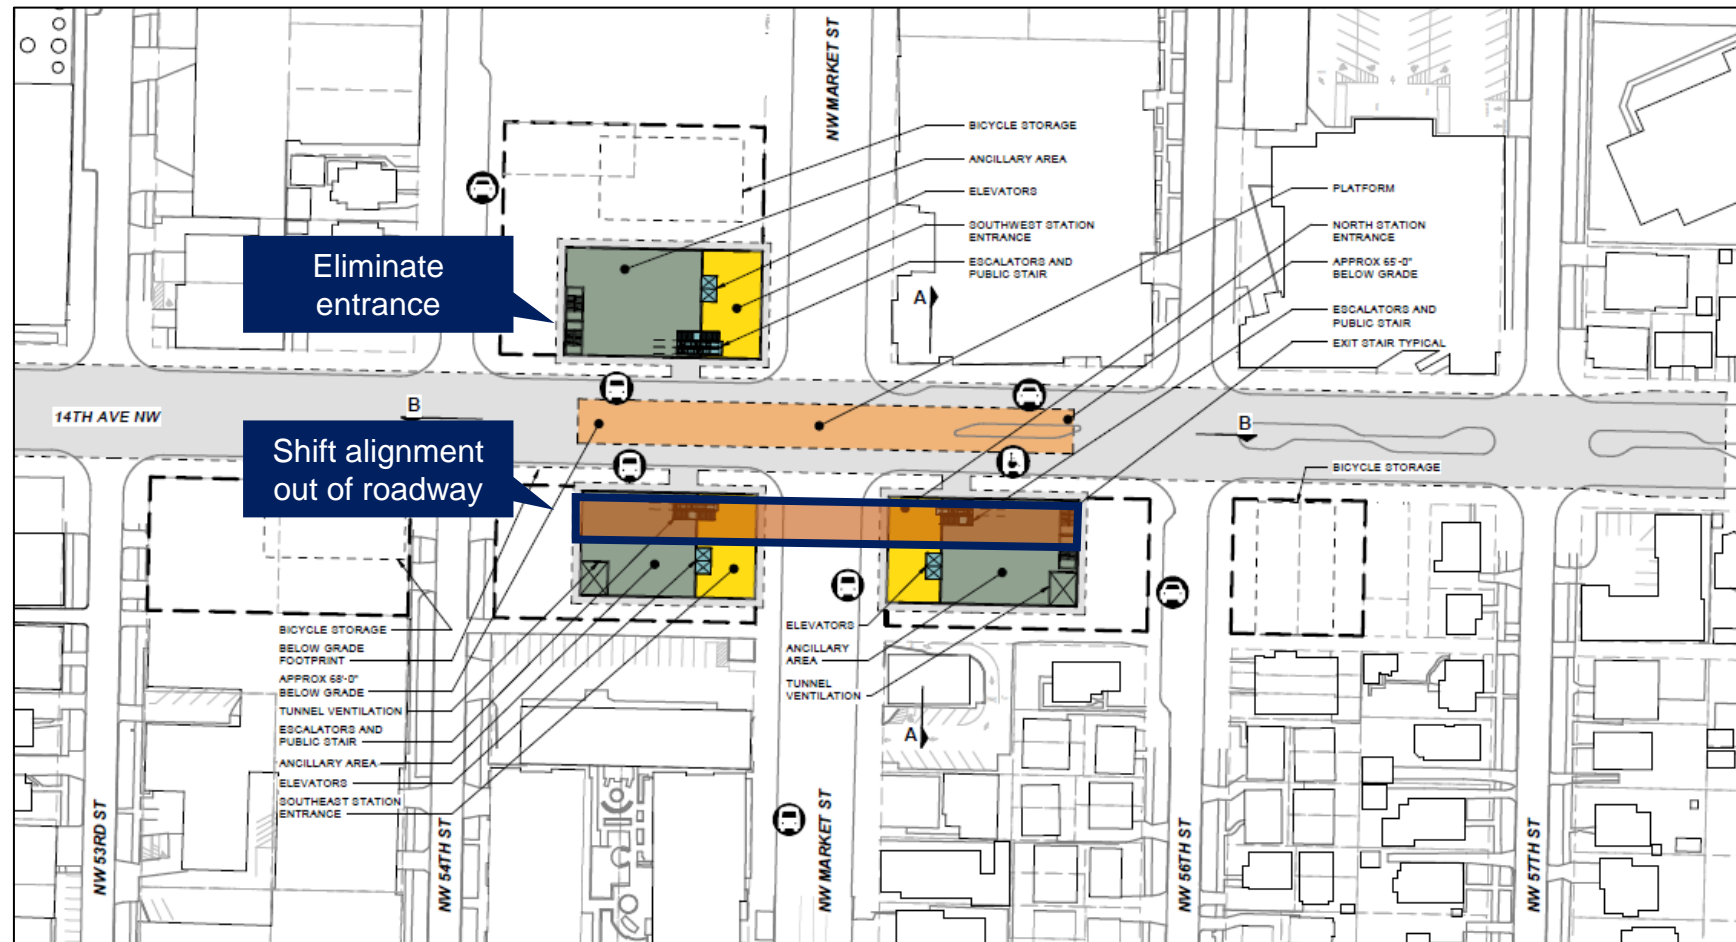 NW MARKET ST
BICYCLE STORAGE
ANCILLARY AREA
ELEVATORS
SOUTHWEST STATION
ENTRANCE
ESCALATORS AND
PUBLIC STAIR
PLATFORM
NORTH STATION
ENTRANCE
APPROX 65'-0"
BELOW GRADE
ESCALATORS AND
PUBLIC STAIR
EXIT STAIR TYPICAL
Eliminate
entrance
A
14TH AVE NW
B
B
Shift alignment
out of roadway
BICYCLE STORAGE
BICYCLE STORAGE
BELOW GRADE
FOOTPRINT
APPROX 68'-0"
BELOW GRADE
TUNNEL VENTILATION
ESCALATORS AND
PUBLIC STAIR
ANCILLARY AREA
ELEVATORS
SOUTHEAST STATION
ENTRANCE
ELEVATORS
ANCILLARY
AREA
TUNNEL
VENTILATION
A
NW 53RD ST
NW 54TH ST
NW MARKET ST
NW 56TH ST
NW 57TH ST